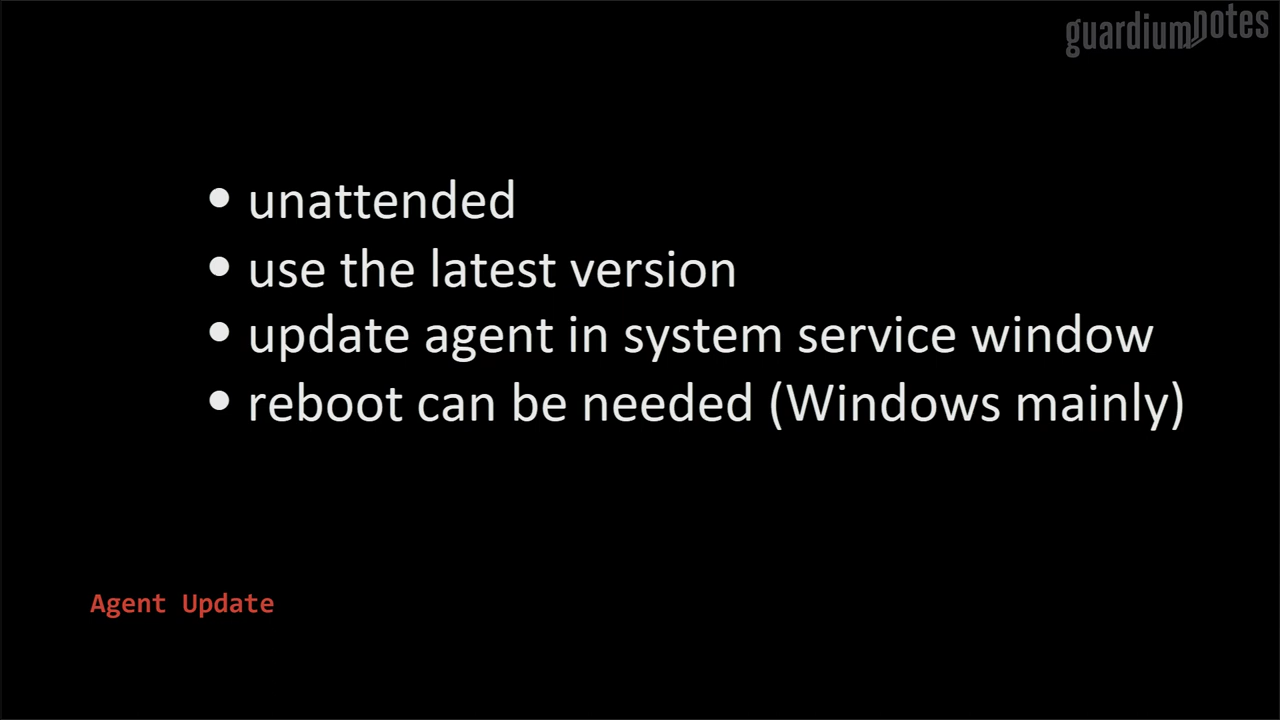 guardiumnotes
• unattended
• use the latest version
• update agent in system service window
• reboot can be needed (Windows mainly)
Agent Update